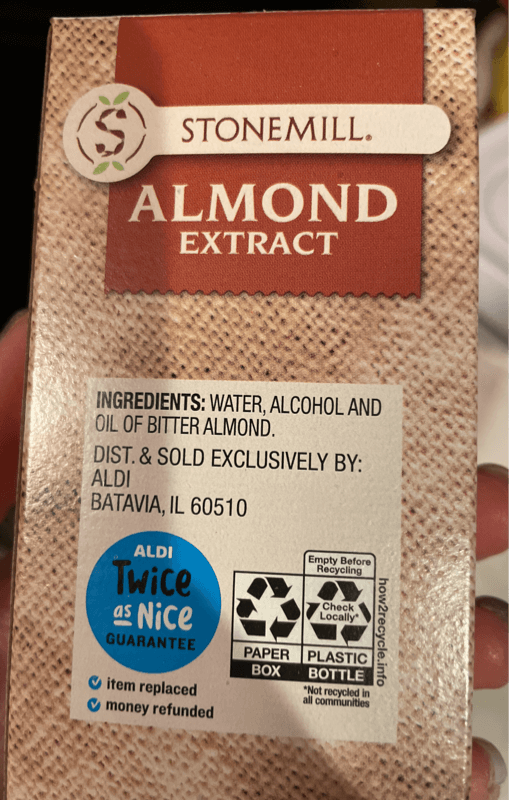 S
STONEMILL®
ALMOND
EXTRACT
INGREDIENTS: WATER, ALCOHOL AND
OIL OF BITTER ALMOND.
DIST. & SOLD EXCLUSIVELY BY:
ALDI
BATAVIA, IL 60510
ALDI
Twice
as Nice
GUARANTEE
item replaced
money refunded
Empty Before
Recycling
Check
Locally*
PAPER
BOX
PLASTIC
BOTTLE
*Not recycled in
all communities
how2recycle.info